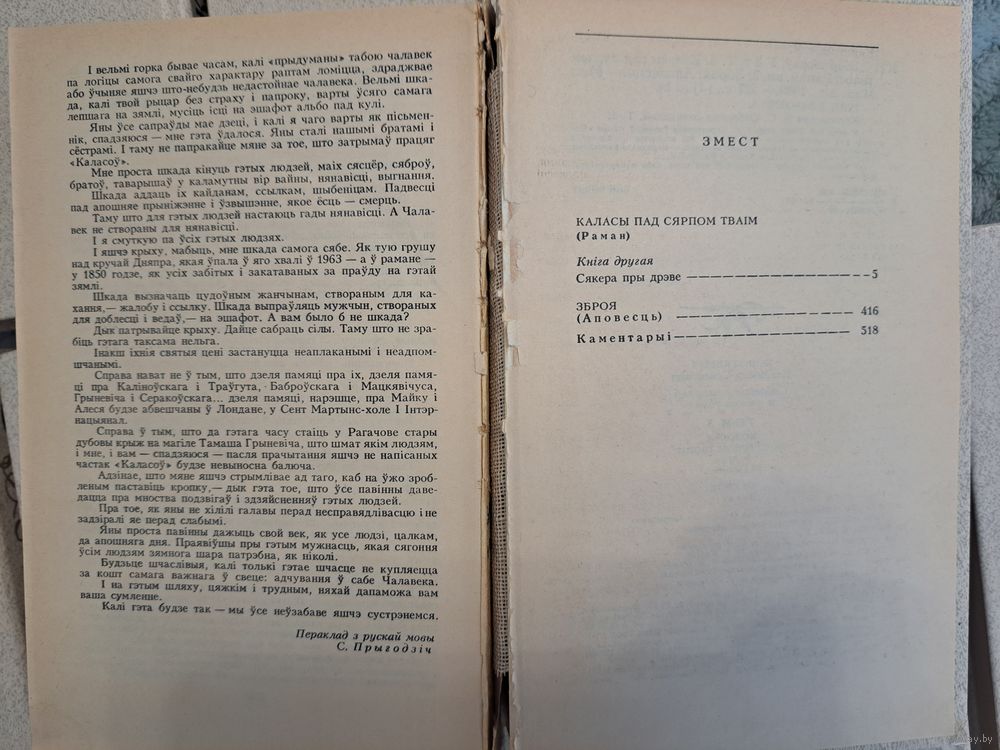 І вельмі горка бывае часам, калі «прыдуманы» табою чалавек
па логіцы самога свайго характару раптам ломіцца, здраджвае
або ўчыняе яшчэ што-небудзь недастойнае чалавека. Вельмі шка-
да, калі твой рыцар без страху і папроку, варты ўсяго самага
лепшага на зямлі, мусіць ісці на эшафот альбо пад кулі.
Яны ўсе сапраўды мае дзеці, і калі я чаго варты як пісьмен-
нік, спадзяюся — мне гэта ўдалося. Яны сталі нашымі братамі і
сёстрамі. І таму не папракайце мяне за тое, што затрымаў працяг
«Каласоў».
Мне проста шкада кінуць гэтых людзей, маіх сясцёр, сяброў,
братоў, таварышаў у каламутны вір вайны, нянавісці, выгнання.
Шкада аддаць іх кайданам, ссылкам, шыбеніцам. Падвесці
пад апошняе прыніжэнне і ўзвышэнне, якое ёсць — смерць.
Таму што для гэтых людзей настаюць гады нянавісці. А Чала-
век не створаны для нянавісці.
І я смуткую па ўсіх гэтых людзях.
І яшчэ крыху, мабыць, мне шкада самога сябе. Як тую грушу
над кручай Дняпра, якая ўпала ў яго хвалі ў 1963 — а ў рамане —
у 1850 годзе, як усіх забітых і закатаваных за праўду на гэтай
зямлі.
Шкада вызначаць цудоўным жанчынам, створаным для ка-
хання,— жалобу і ссылку. Шкада выпраўляць мужчын, створаных
для доблесці і ведаў,— на эшафот. А вам было б не шкада?
Дык патрывайце крыху. Дайце сабраць сілы. Таму што не зра-
біць гэтага таксама нельга.
Інакш іхнія святыя цені застануцца неаплаканымі і неадпом-
шчанымі.
Справа нават не ў тым, што дзеля памяці пра іх, дзеля памя-
ці пра Каліноўскага і Траўгута, Баброўскага і Мацкявічуса,
Грыневіча і Серакоўскага... дзеля памяці, нарэшце, пра Майку і
Алеся будзе абвешчаны ў Лондане, у Сент Мартынс-холе І Інтэр-
нацыянал.
Справа ў тым, што да гэтага часу стаіць у Рагачове стары
дубовы крыж на магіле Тамаша Грыневіча, што шмат якім людзям,
і мне, і вам — спадзяюся — пасля прачытання яшчэ не напісаных
частак «Каласоў» будзе невыносна балюча.
Адзінае, што мяне яшчэ стрымлівае ад таго, каб на ўжо зроб-
леным паставіць кропку,— дык гэта тое, што ўсе павінны даве-
дацца пра мноства подзвігаў і здзяйсненняў гэтых людзей.
Пра тое, як яны не хілілі галавы перад несправядлівасцю і не
задзіралі яе перад слабымі.
Яны проста павінны дажыць свой век, як усе людзі, цалкам,
да апошняга дня. Праявіўшы пры гэтым мужнасць, якая сягоння
ўсім людзям зямнога шара патрэбна, як ніколі.
Будзьце шчаслівыя, калі толькі гэтае шчасце не купляецца
за кошт самага важнага ў свеце: адчування ў сабе Чалавека.
І на гэтым шляху, цяжкім і трудным, няхай дапаможа вам
ваша сумленне.
Калі гэта будзе так — мы ўсе неўзабаве яшчэ сустрэнемся.
Пераклад з рускай мовы
С. Прыгодзіч
ЗМЕСТ
КАЛАСЫ ПАД СЯРПОМ ТВАІМ
(Раман)
Кніга другая
Сякера пры дрэве — 5
ЗБРОЯ
(Аповесць) — 416
Каментарыі — 518